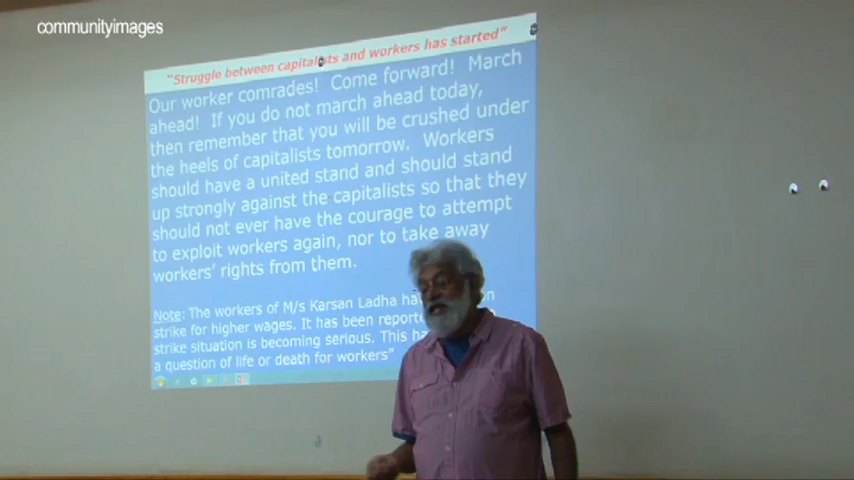 communityimages
"Struggle between capitalists and workers has started"
Our worker comrades! Come forward! March
ahead! If you do not march ahead today,
then remember that you will be crushed under
the heels of capitalists tomorrow. Workers
should have a united stand and should stand
up strongly against the capitalists so that they
should not ever have the courage to attempt
to exploit workers again, nor to take away
workers' rights from them.
Note: The workers of M/s Karsan Ladha on
strike for higher wages. It has been
strike situation is becoming serious. This
a question of life or death for workers"